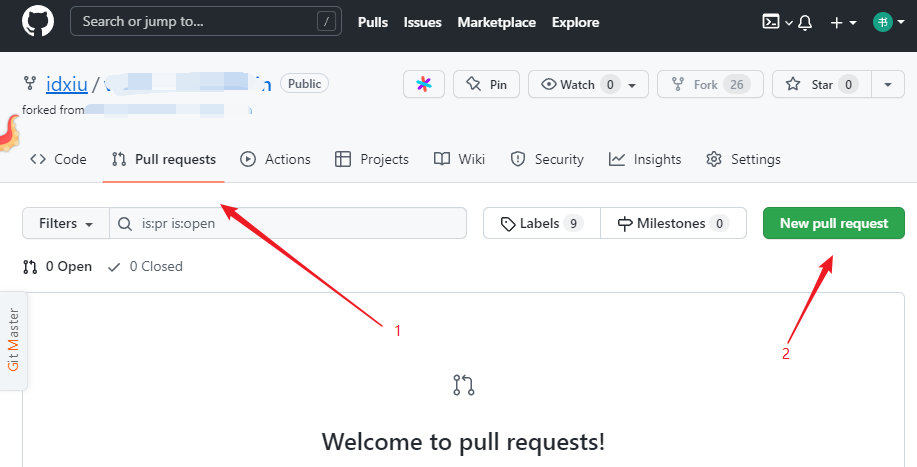 Search or jump to...
/
Pulls Issues Marketplace Explore
书
idxiu /
Public
Pin
Watch 0
Fork 26
Star 0
forked from
Code
Pull requests
Actions
Projects
Wiki
Security
Insights
Settings
Filters
is:pr is:open
Labels 9
Milestones 0
New pull request
0 Open
0 Closed
Git Master
1
2
Welcome to pull requests!